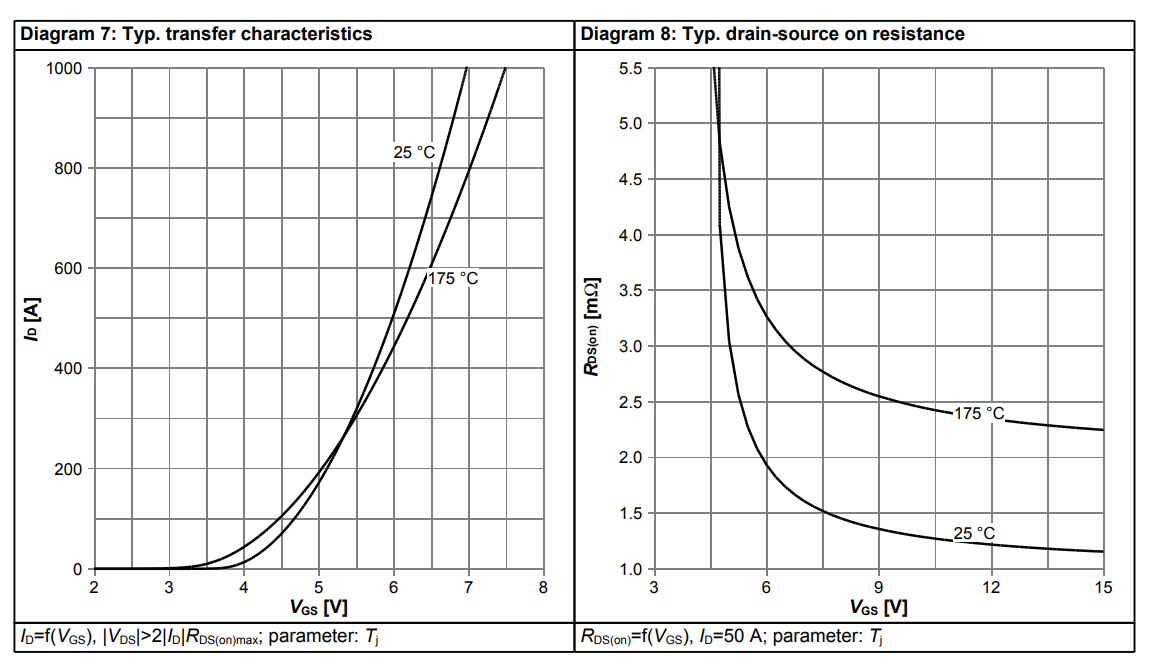 Diagram 7: Typ. transfer characteristics
1000
800
600
400
200
0
2 3 4 5 6 7 8
25 °C
175 °C
ID [A]
VGS [V]
ID=f(VGS), |VDS|>2|ID|RDS(on)max; parameter: Tj
Diagram 8: Typ. drain-source on resistance
5.5
5.0
4.5
4.0
3.5
3.0
2.5
2.0
1.5
1.0
3 6 9 12 15
175 °C
25 °C
RDS(on) [mΩ]
VGS [V]
RDS(on)=f(VGS), ID=50 A; parameter: Tj